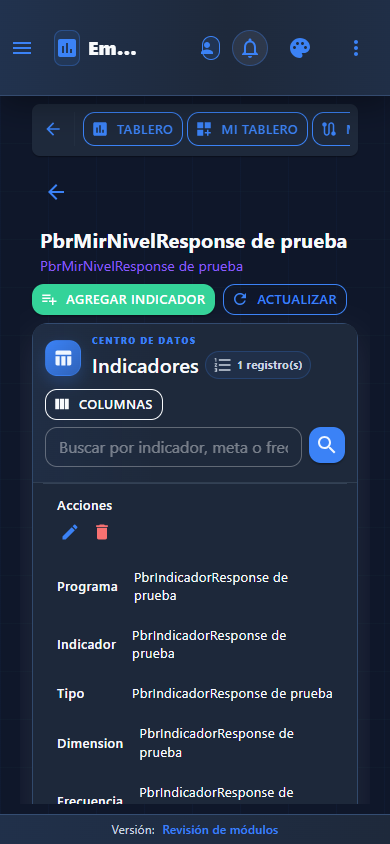 Em...
TABLERO
MI TABLERO
PbrMirNivelResponse de prueba
PbrMirNivelResponse de prueba
AGREGAR INDICADOR
ACTUALIZAR
CENTRO DE DATOS
Indicadores
1 registro(s)
COLUMNAS
Buscar por indicador, meta o frec
Acciones
Programa
PbrIndicadorResponse de
prueba
Indicador
PbrIndicadorResponse de
prueba
Tipo
PbrIndicadorResponse de prueba
Dimension
PbrIndicadorResponse de
prueba
Frecuencia
PbrIndicadorResponse de
Versión: Revisión de módulos